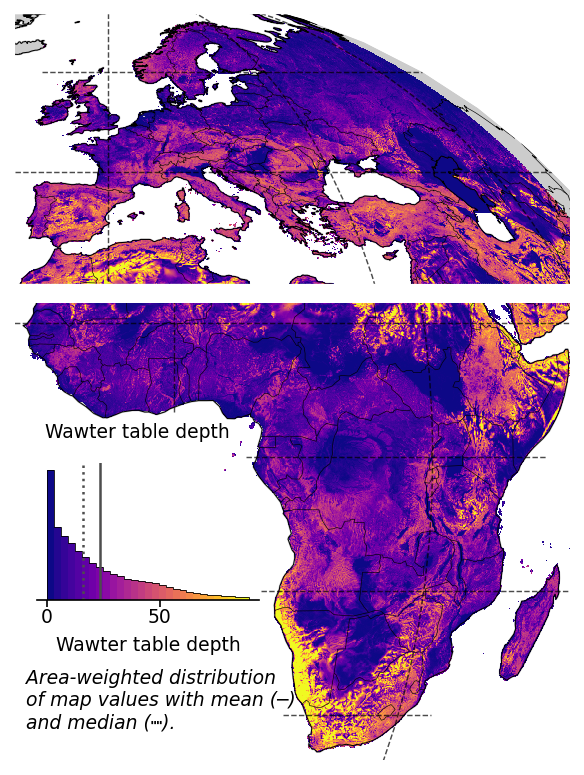 Wawter table depth
0 50
Wawter table depth
Area-weighted distribution
of map values with mean (─)
and median (┉).